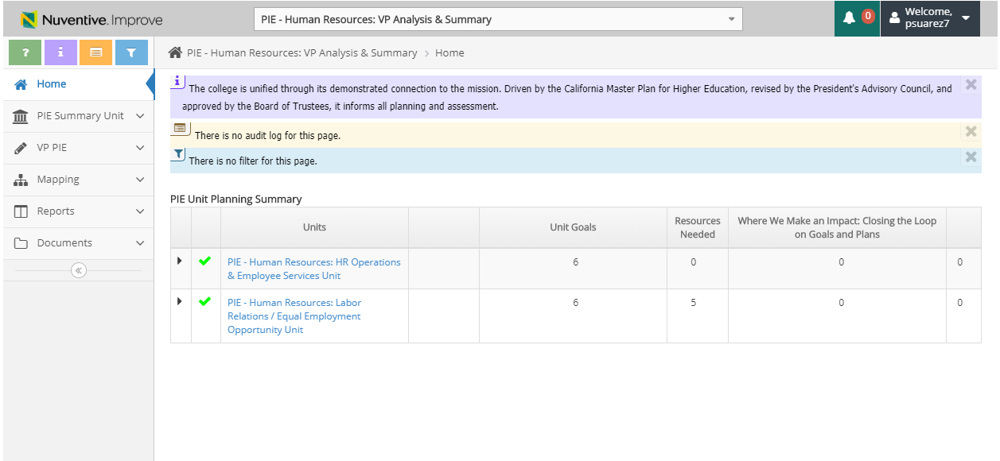 Nuventive. Improve
PIE - Human Resources: VP Analysis & Summary
0
Welcome,
psuarez7
?
i
PIE - Human Resources: VP Analysis & Summary > Home
Home
PIE Summary Unit
VP PIE
Mapping
Reports
Documents
«
i
The college is unified through its demonstrated connection to the mission. Driven by the California Master Plan for Higher Education, revised by the President's Advisory Council, and
approved by the Board of Trustees, it informs all planning and assessment.
There is no audit log for this page.
There is no filter for this page.
PIE Unit Planning Summary
Units
Unit Goals
Resources
Needed
Where We Make an Impact: Closing the Loop
on Goals and Plans
PIE - Human Resources: HR Operations
& Employee Services Unit
6
0
0
0
PIE - Human Resources: Labor
Relations / Equal Employment
Opportunity Unit
6
5
0
0